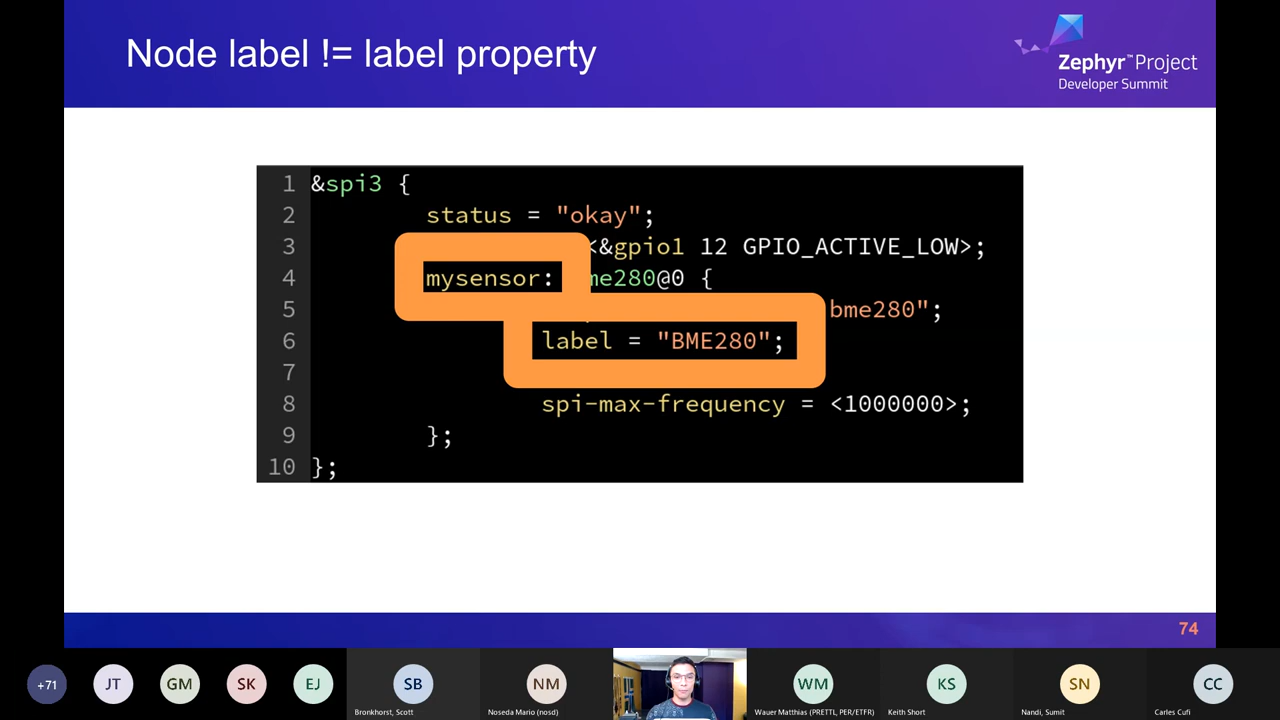 Node label != label property
Zephyr™Project
Developer Summit
1 &spi3 {
2 status = "okay";
3 <&gpio1 12 GPIO_ACTIVE_LOW>;
4 mysensor: me280@0 {
5 bme280";
6 label = "BME280";
7
8 spi-max-frequency = <1000000>;
9 };
10 };
74
+71
JT
GM
SK
EJ
SB
Bronkhorst, Scott
NM
Noseda Mario (nosd)
WM
Wauer Matthias (PRETTL, PER/ETFR)
KS
Keith Short
SN
Nandi, Sumit
CC
Carles Cufi